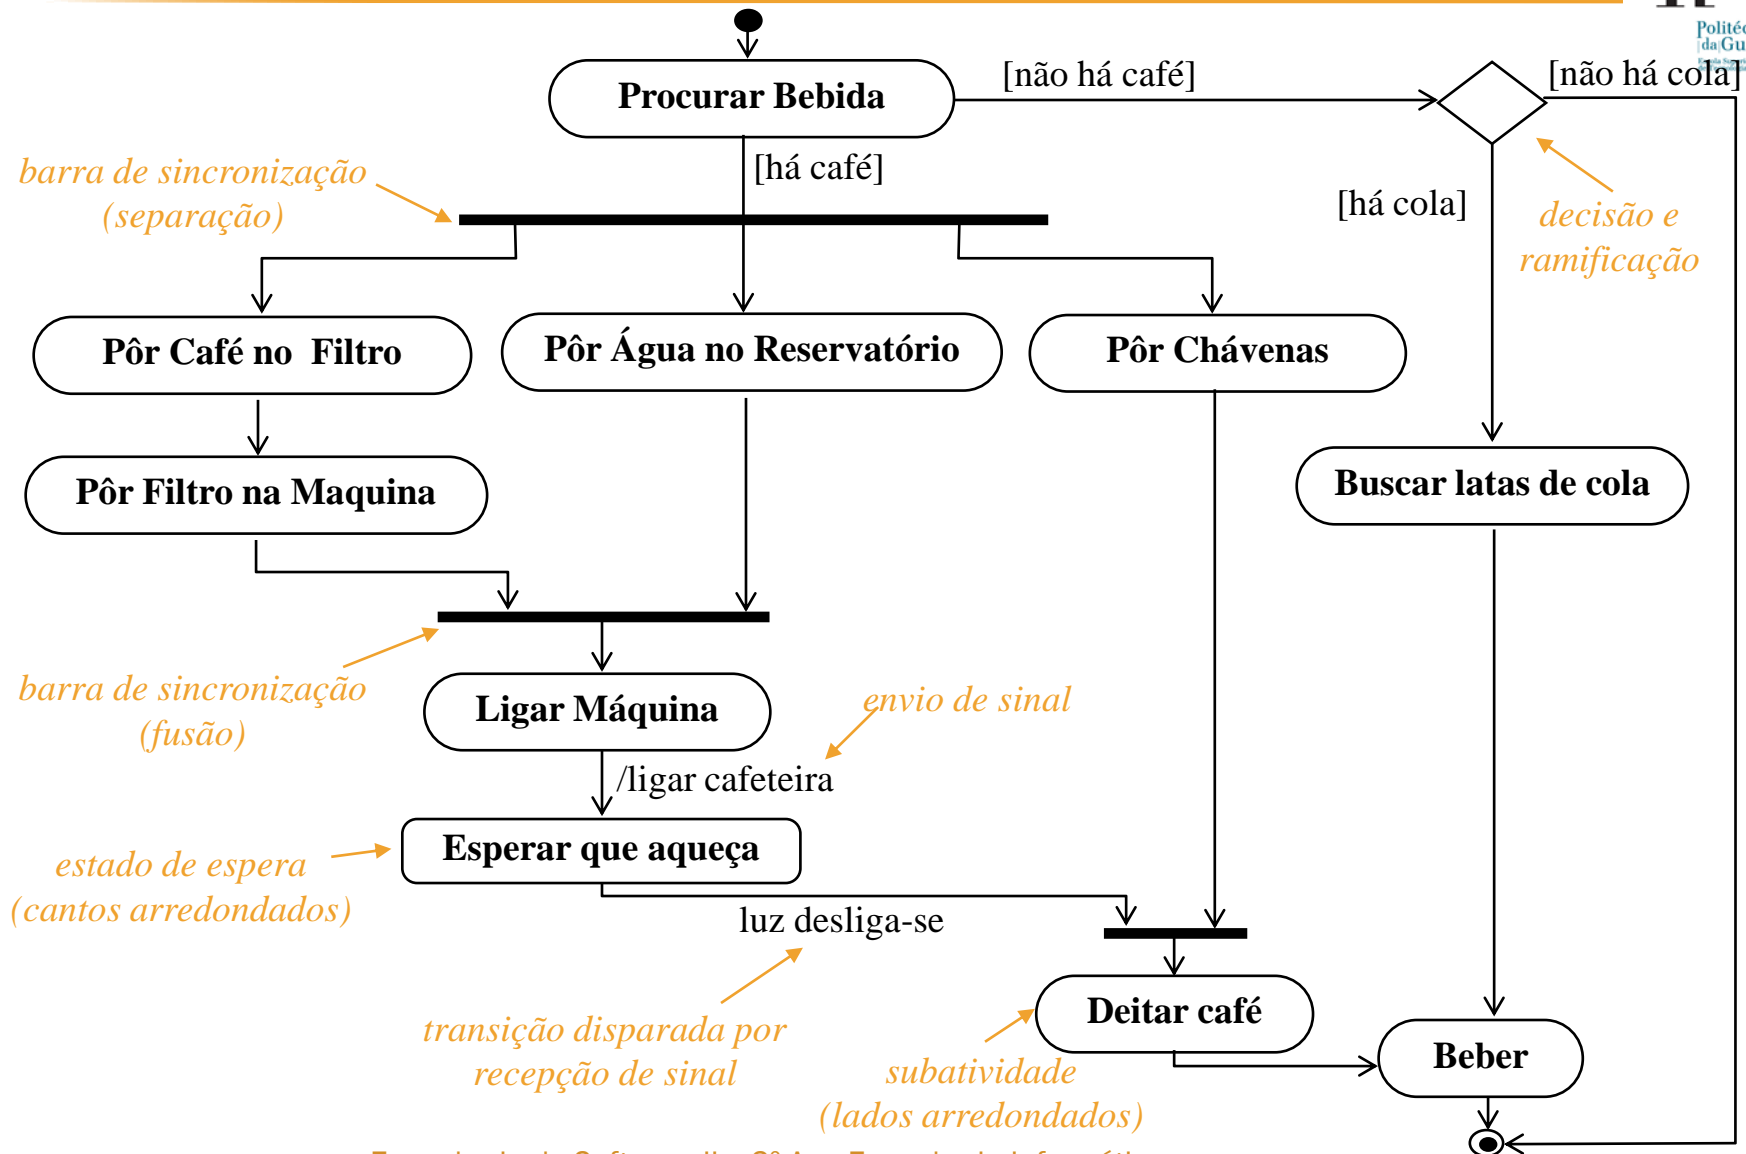 Procurar Bebida
[não há café]
[não há cola]
[há café]
barra de sincronização
(separação)
[há cola]
decisão e
ramificação
Pôr Café no Filtro
Pôr Água no Reservatório
Pôr Chávenas
Pôr Filtro na Maquina
Buscar latas de cola
barra de sincronização
(fusão)
Ligar Máquina
envio de sinal
/ligar cafeteira
Esperar que aqueça
estado de espera
(cantos arredondados)
luz desliga-se
transição disparada por
recepção de sinal
Deitar café
subatividade
(lados arredondados)
Beber